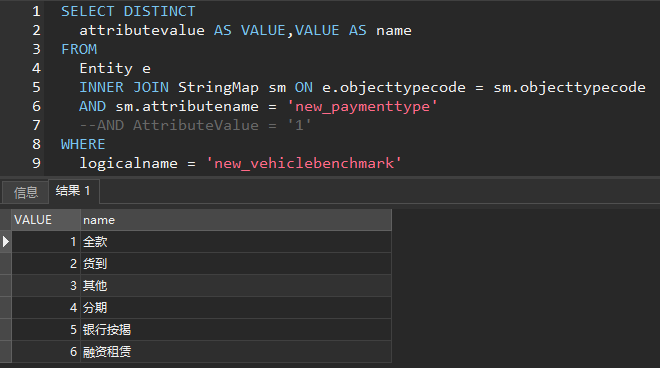 1 SELECT DISTINCT
2 attributevalue AS VALUE,VALUE AS name
3 FROM
4 Entity e
5 INNER JOIN StringMap sm ON e.objecttypecode = sm.objecttypecode
6 AND sm.attributename = 'new_paymenttype'
7 --AND AttributeValue = '1'
8 WHERE
9 logicalname = 'new_vehiclebenchmark'
信息 结果 1
VALUE name
1 全款
2 货到
3 其他
4 分期
5 银行按揭
6 融资租赁